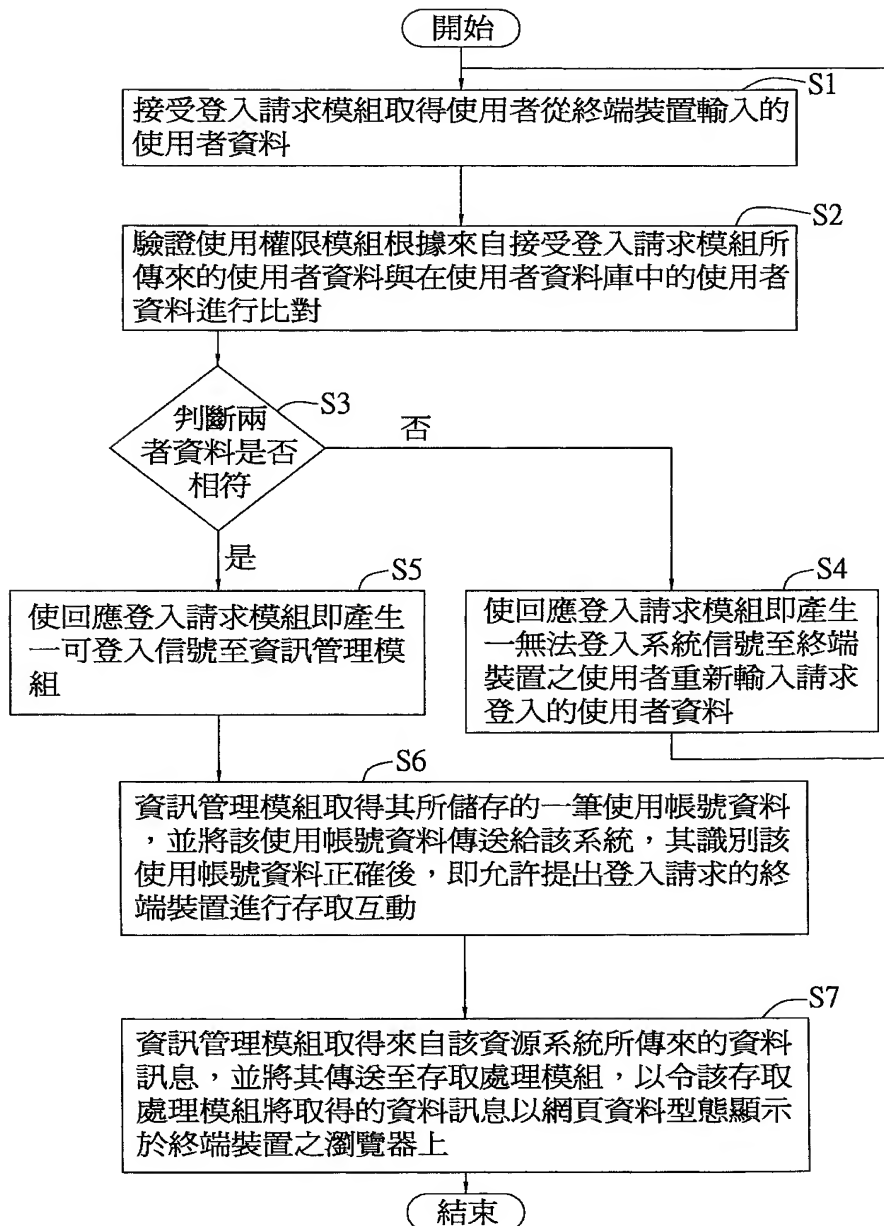 開始
S1
接受登入請求模組取得使用者從終端裝置輸入的
使用者資料
S2
驗證使用權限模組根據來自接受登入請求模組所
傳來的使用者資料與在使用者資料庫中的使用者
資料進行比對
S3
判斷兩
者資料是否
相符
否
是
S5
使回應登入請求模組即產生
一可登入信號至資訊管理模
組
S4
使回應登入請求模組即產生
一無法登入系統信號至終端
裝置之使用者重新輸入請求
登入的使用者資料
S6
資訊管理模組取得其所儲存的一筆使用帳號資料
，並將該使用帳號資料傳送給該系統，其識別該
使用帳號資料正確後，即允許提出登入請求的終
端裝置進行存取互動
S7
資訊管理模組取得來自該資源系統所傳來的資料
訊息，並將其傳送至存取處理模組，以令該存取
處理模組將取得的資料訊息以網頁資料型態顯示
於終端裝置之瀏覽器上
結束